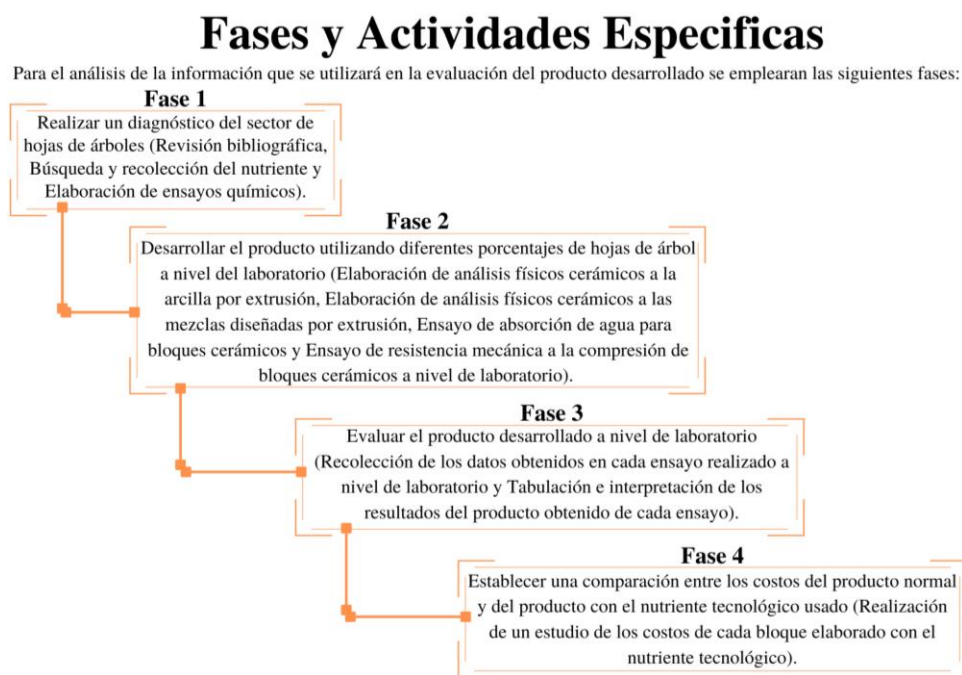 Fases y Actividades Especificas
Para el análisis de la información que se utilizará en la evaluación del producto desarrollado se emplearan las siguientes fases:
Fase 1
Realizar un diagnóstico del sector de
hojas de árboles (Revisión bibliográfica,
Búsqueda y recolección del nutriente y
Elaboración de ensayos químicos).
Fase 2
Desarrollar el producto utilizando diferentes porcentajes de hojas de árbol
a nivel del laboratorio (Elaboración de análisis físicos cerámicos a la
arcilla por extrusión, Elaboración de análisis físicos cerámicos a las
mezclas diseñadas por extrusión, Ensayo de absorción de agua para
bloques cerámicos y Ensayo de resistencia mecánica a la compresión de
bloques cerámicos a nivel de laboratorio).
Fase 3
Evaluar el producto desarrollado a nivel de laboratorio
(Recolección de los datos obtenidos en cada ensayo realizado a
nivel de laboratorio y Tabulación e interpretación de los
resultados del producto obtenido de cada ensayo).
Fase 4
Establecer una comparación entre los costos del producto normal
y del producto con el nutriente tecnológico usado (Realización
de un estudio de los costos de cada bloque elaborado con el
nutriente tecnológico).